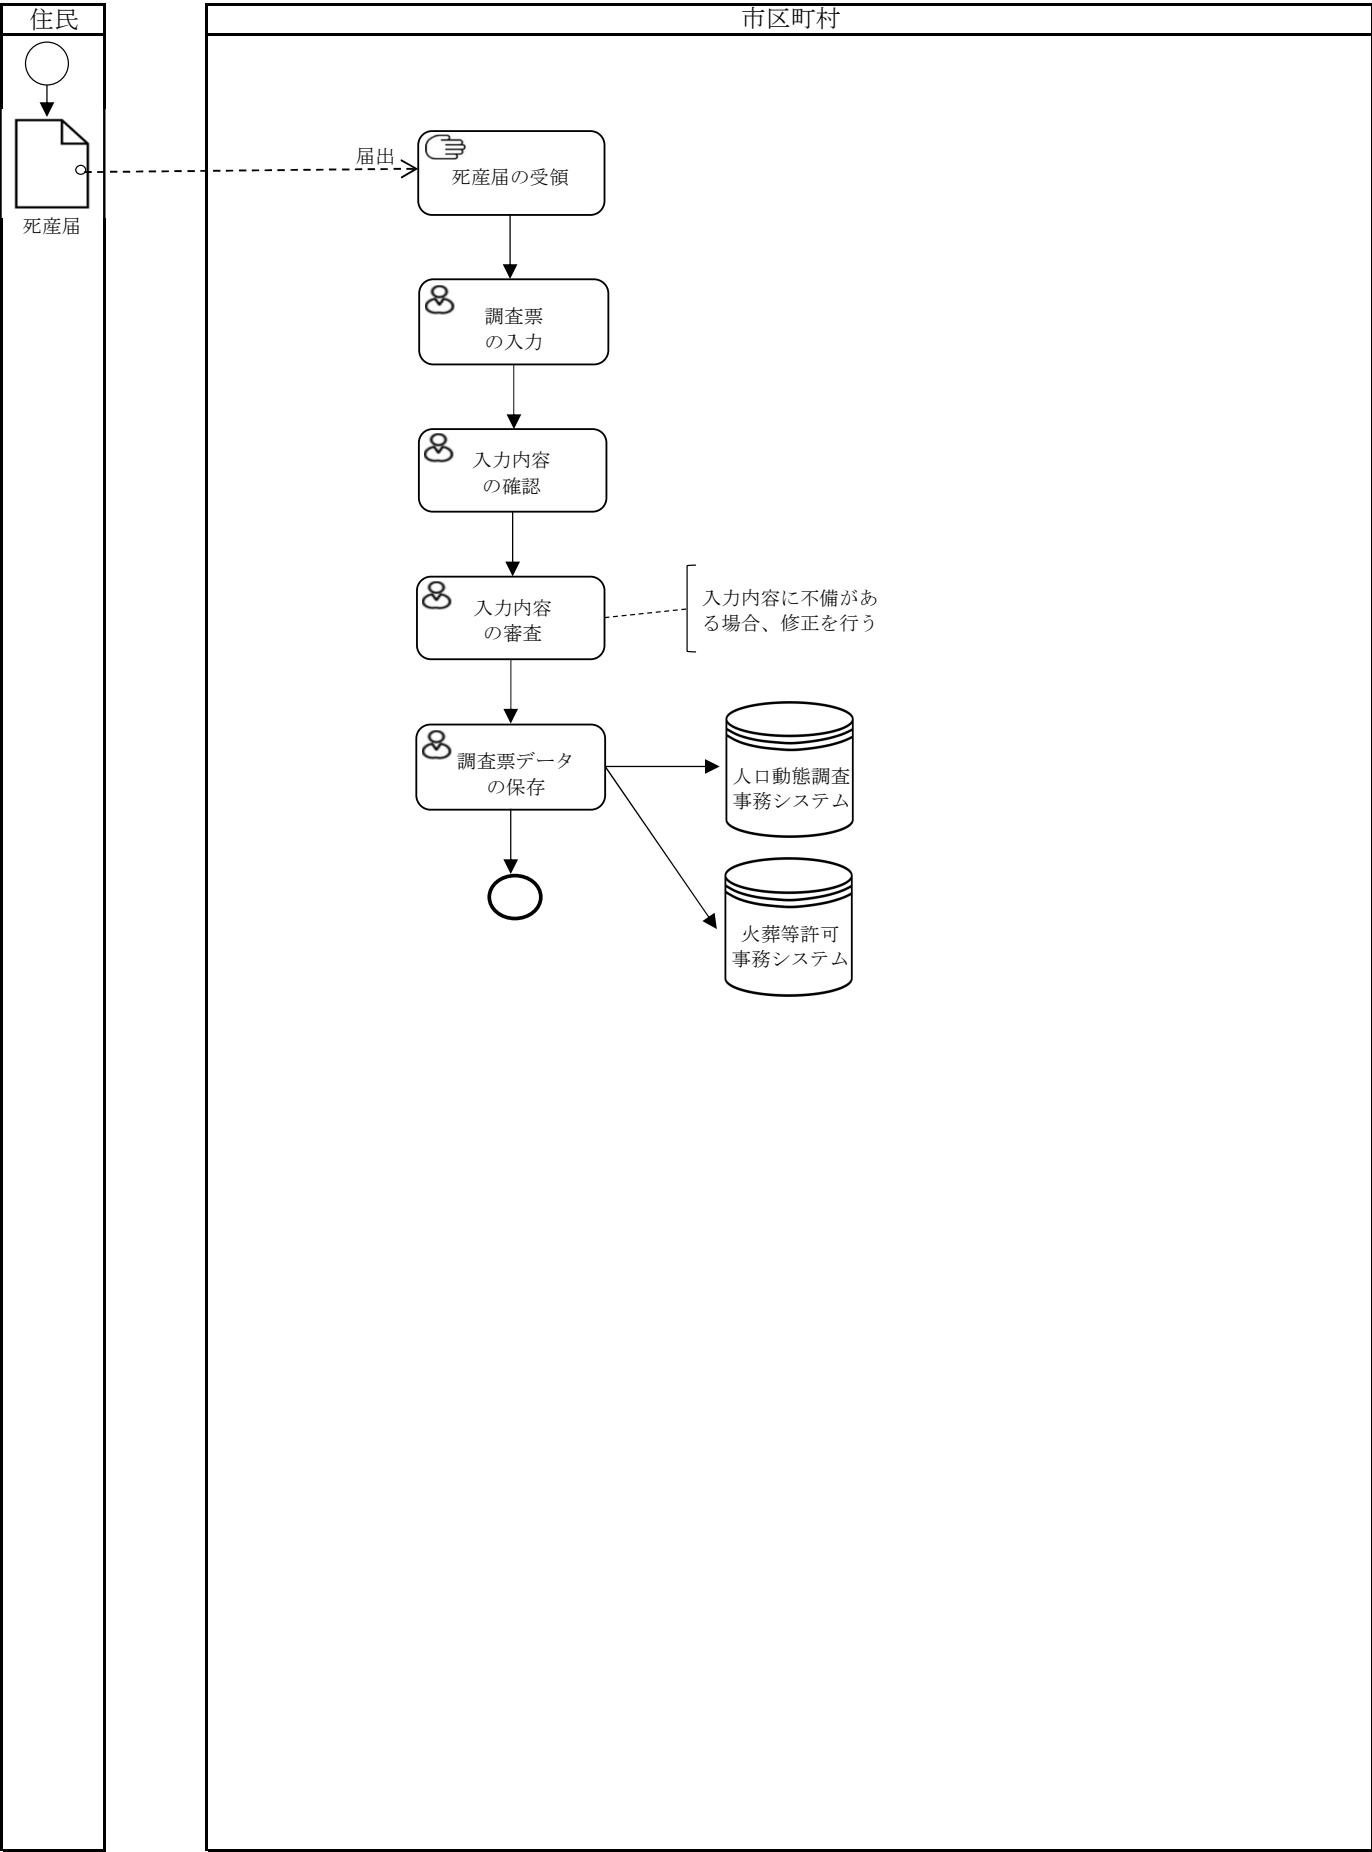 住民
市区町村
届出
死産届
死産届の受領
調査票
の入力
入力内容
の確認
入力内容
の審査
入力内容に不備があ
る場合、修正を行う
調査票データ
の保存
人口動態調査
事務システム
火葬等許可
事務システム